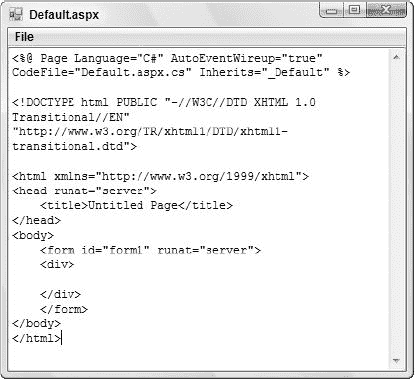 Default.aspx
File
<%@ Page Language="C#" AutoEventWireup="true"
CodeFile="Default.aspx.cs" Inherits="_Default" %>
<!DOCTYPE html PUBLIC "-//W3C//DTD XHTML 1.0
Transitional//EN"
"http://www.w3.org/TR/xhtml1/DTD/xhtml1-
transitional.dtd">
<html xmlns="http://www.w3.org/1999/xhtml">
<head runat="server">
    <title>Untitled Page</title>
</head>
<body>
    <form id="form1" runat="server">
    <div>
    </div>
    </form>
</body>
</html>